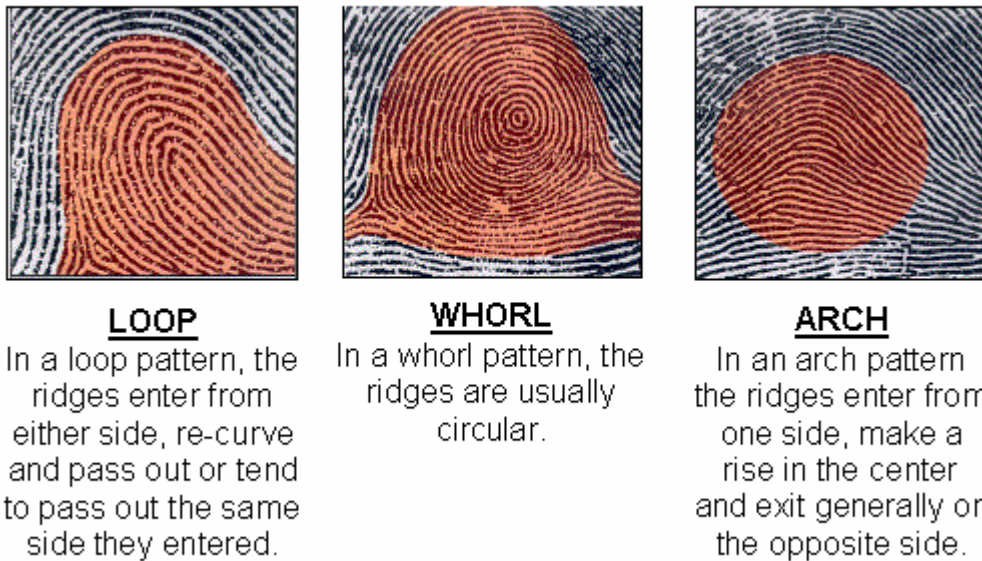 LOOP
In a loop pattern, the
ridges enter from
either side, re-curve
and pass out or tend
to pass out the same
side they entered.
WHORL
In a whorl pattern, the
ridges are usually
circular.
ARCH
In an arch pattern
the ridges enter from
one side, make a
rise in the center
and exit generally on
the opposite side.